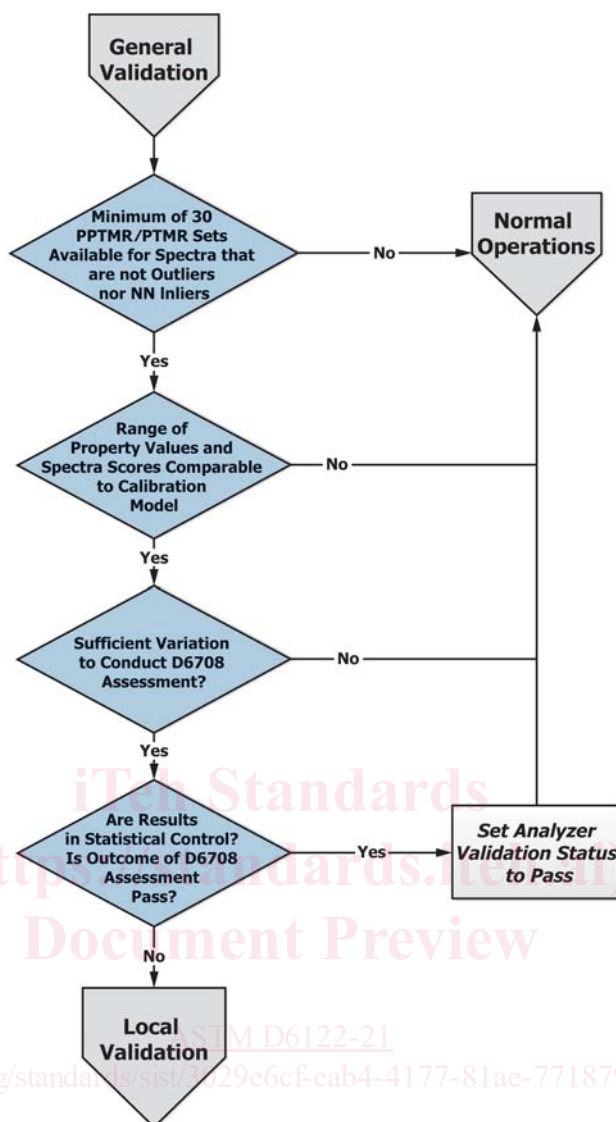 General
Validation
Minimum of 30
PPTMR/PTMR Sets
Available for Spectra that
are not Outliers
nor NN Inliers
No
Normal
Operations
Yes
Range of
Property Values and
Spectra Scores Comparable
to Calibration
Model
No
Yes
Sufficient Variation
to Conduct D6708
Assessment?
No
Yes
iTeh Standards
Are Results
in Statistical Control?
Is Outcome of D6708
Assessment
Pass?
Yes
Set Analyzer
Validation Status
to Pass
Document Preview
No
Local
Validation
ASTM D6122-21